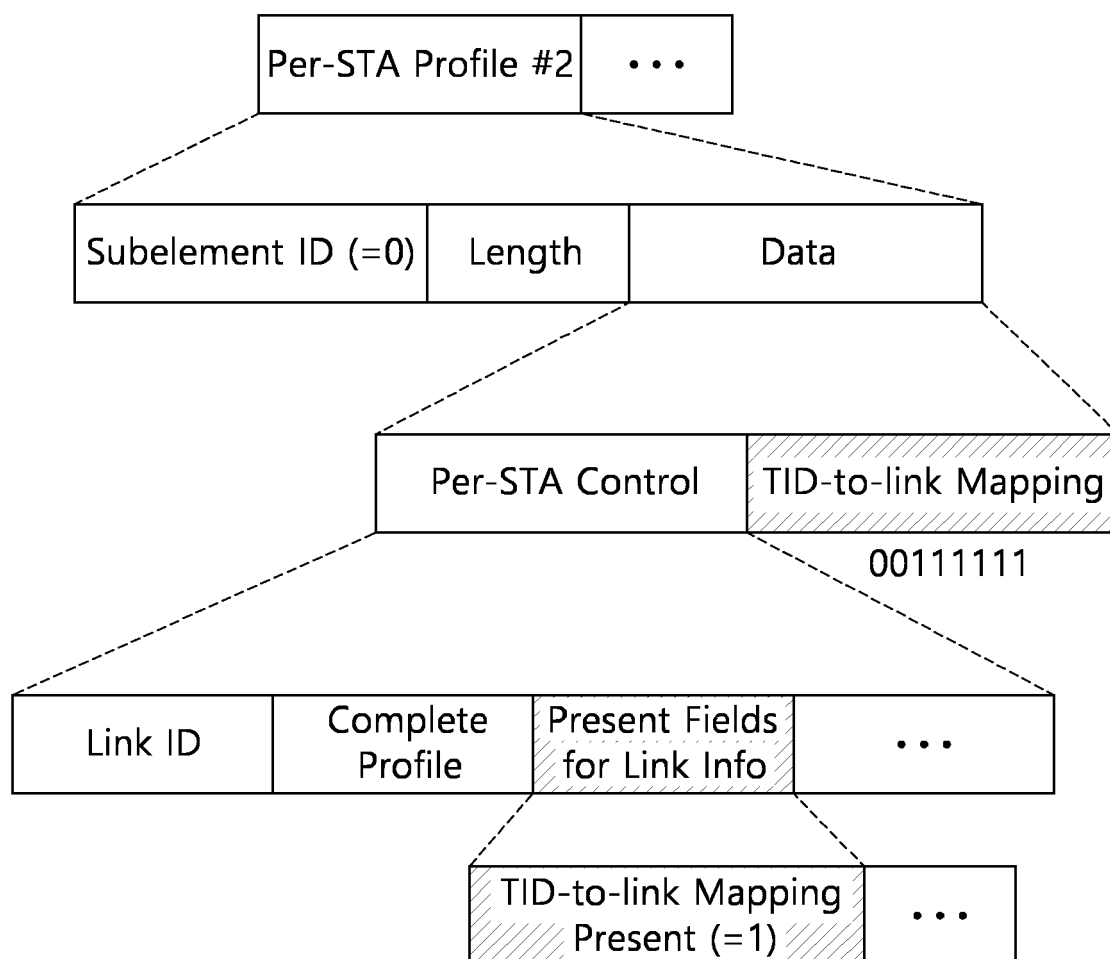 Per-STA Profile #2 • • •
Subelement ID (=0) Length Data
Per-STA Control TID-to-link Mapping
00111111
Link ID Complete Profile Present Fields for Link Info • • •
TID-to-link Mapping Present (=1) • • •